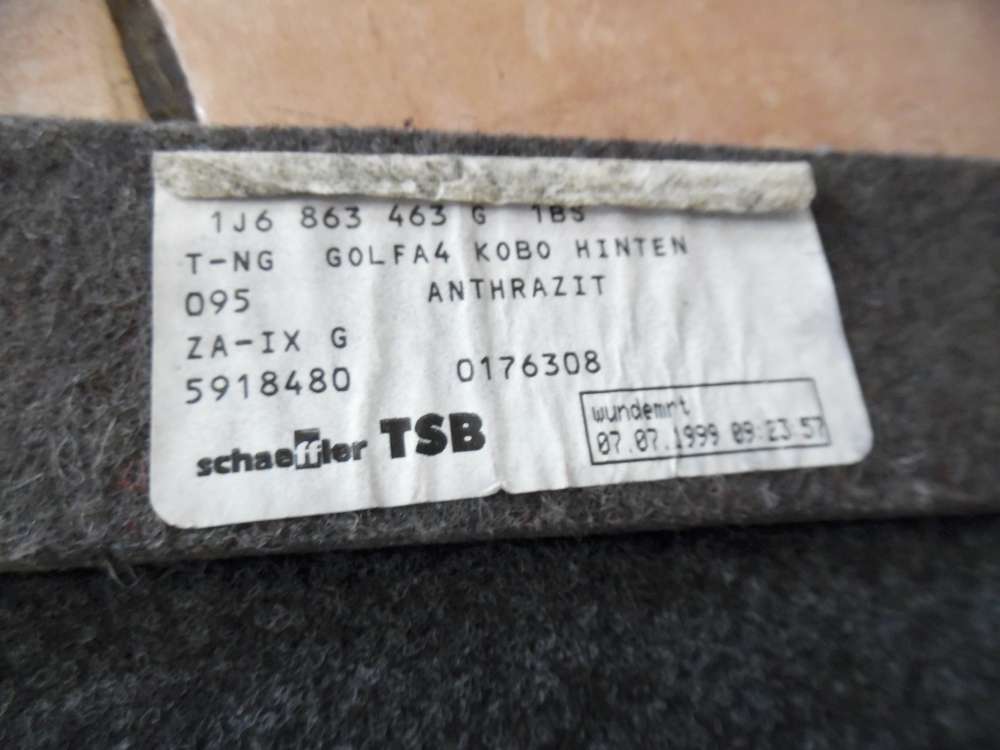 1J6 863 463 G 1BS
T-NG GOLFA4 KOBO HINTEN
095 ANTHRAZIT
ZA-IX G
5918480 0176308
schaeffler TSB
wundemrt
07.07.1999 09:23:57